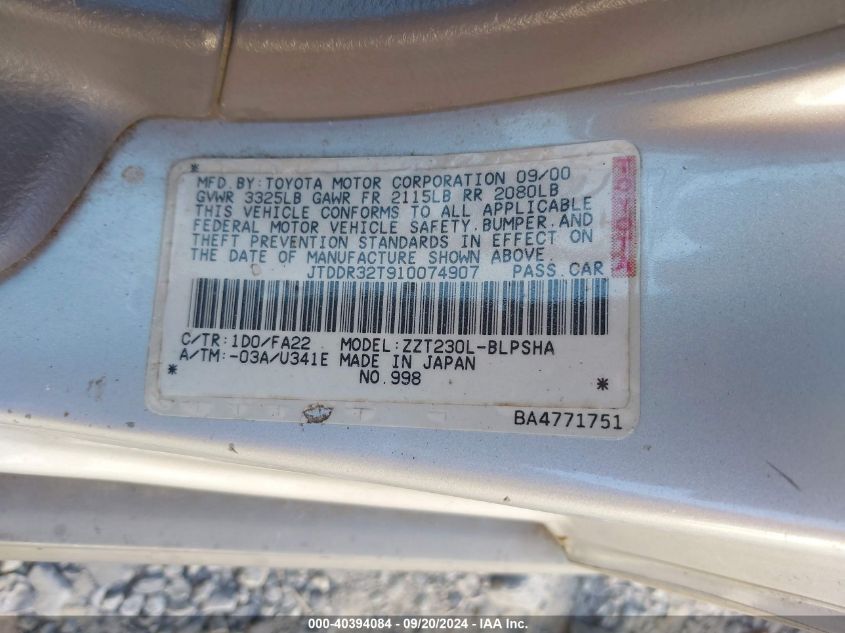 * MFD. BY: TOYOTA MOTOR CORPORATION 09/00
GVWR 3325LB GAWR FR 2115LB RR 2080LB
THIS VEHICLE CONFORMS TO ALL APPLICABLE
FEDERAL MOTOR VEHICLE SAFETY, BUMPER, AND
THEFT PREVENTION STANDARDS IN EFFECT ON
THE DATE OF MANUFACTURE SHOWN ABOVE.
JTDDR32T910074907 PASS. CAR
C/TR: 1D0/FA22 MODEL: ZZT230L-BLPSHA
A/TM: -03A/U341E MADE IN JAPAN
* NO. 998 *
BA4771751
000-40394084 - 09/20/2024 - IAA, Inc.